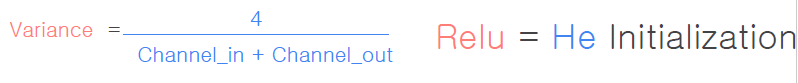 Variance = 4
Channel_in + Channel_out
Relu = He Initialization